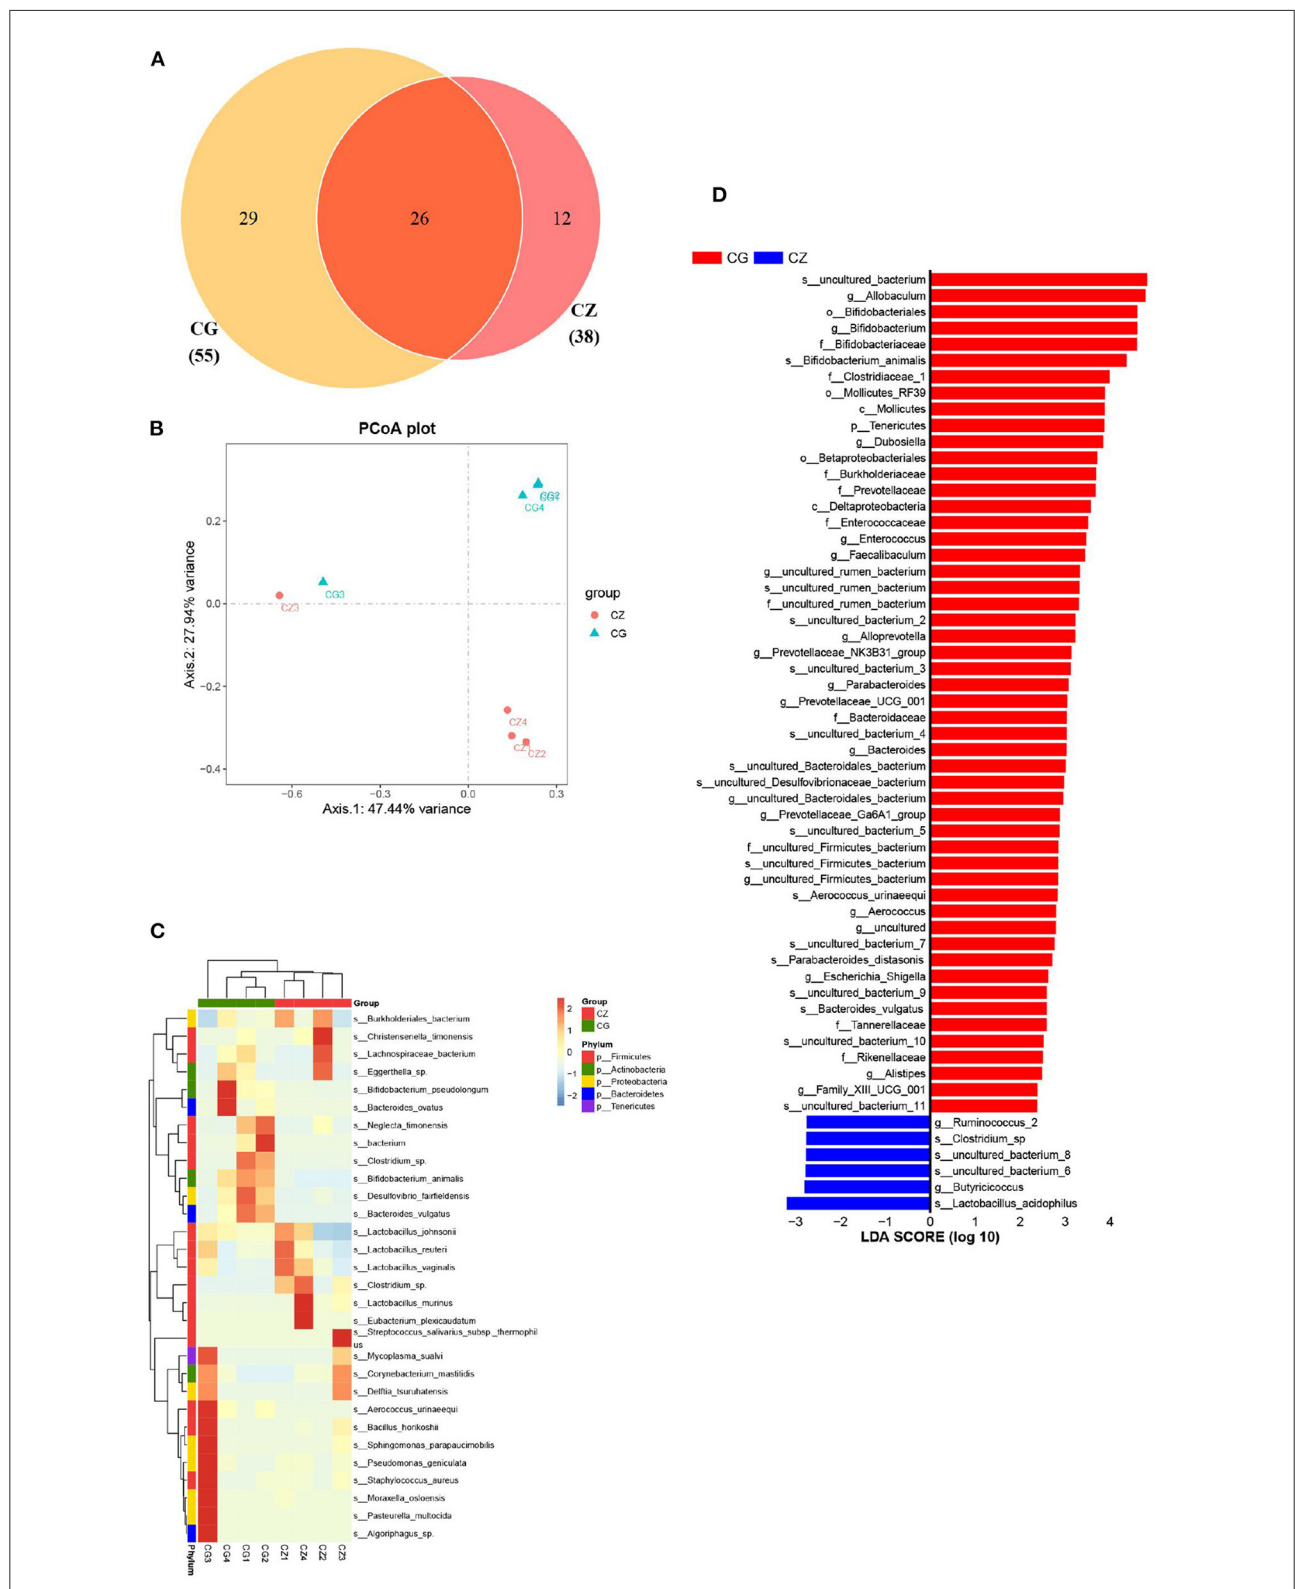 A
29
26
12
CG
(55)
CZ
(38)
B
PCoA plot
Axis.2: 27.94% variance
0.2
0.0
−0.2
−0.4
CG4
CG3
CZ3
CZ4
CZ2
−0.6
−0.3
0.0
0.3
Axis.1: 47.44% variance
group
CZ
CG
C
Group
s__Burkholderiales_bacterium
s__Christensenella_timonensis
s__Lachnospiraceae_bacterium
s__Eggerthella_sp.
s__Bifidobacterium_pseudolongum
s__Bacteroides_ovatus
s__Neglecta_timonensis
s__bacterium
s__Clostridium_sp.
s__Bifidobacterium_animalis
s__Desulfovibrio_fairfieldensis
s__Bacteroides_vulgatus
s__Lactobacillus_johnsonii
s__Lactobacillus_reuteri
s__Lactobacillus_vaginalis
s__Clostridium_sp.
s__Lactobacillus_murinus
s__Eubacterium_plexicaudatum
s__Streptococcus_salivarius_subsp._thermophil
us
s__Mycoplasma_sualvi
s__Corynebacterium_mastitidis
s__Delftia_tsuruhatensis
s__Aerococcus_urinaeequi
s__Bacillus_horikoshii
s__Sphingomonas_parapaucimobilis
s__Pseudomonas_geniculata
s__Staphylococcus_aureus
s__Moraxella_osloensis
s__Pasteurella_multocida
s__Algoriphagus_sp.
Phylum
CG3
CG4
CG1
CG2
CZ1
CZ4
CZ2
CZ3
2
1
0
−1
−2
Group
CZ
CG
Phylum
p__Firmicutes
p__Actinobacteria
p__Proteobacteria
p__Bacteroidetes
p__Tenericutes
D
CG
CZ
s__uncultured_bacterium
g__Allobaculum
o__Bifidobacteriales
g__Bifidobacterium
f__Bifidobacteriaceae
s__Bifidobacterium_animalis
f__Clostridiaceae_1
o__Mollicutes_RF39
c__Mollicutes
p__Tenericutes
g__Dubosiella
o__Betaproteobacteriales
f__Burkholderiaceae
f__Prevotellaceae
c__Deltaproteobacteria
f__Enterococcaceae
g__Enterococcus
g__Faecalibaculum
g__uncultured_rumen_bacterium
s__uncultured_rumen_bacterium
f__uncultured_rumen_bacterium
s__uncultured_bacterium_2
g__Alloprevotella
g__Prevotellaceae_NK3B31_group
s__uncultured_bacterium_3
g__Parabacteroides
g__Prevotellaceae_UCG_001
f__Bacteroidaceae
s__uncultured_bacterium_4
g__Bacteroides
s__uncultured_Bacteroidales_bacterium
s__uncultured_Desulfovibrionaceae_bacterium
g__uncultured_Bacteroidales_bacterium
g__Prevotellaceae_Ga6A1_group
s__uncultured_bacterium_5
f__uncultured_Firmicutes_bacterium
s__uncultured_Firmicutes_bacterium
g__uncultured_Firmicutes_bacterium
s__Aerococcus_urinaeequi
g__Aerococcus
g__uncultured
s__uncultured_bacterium_7
s__Parabacteroides_distasonis
g__Escherichia_Shigella
s__uncultured_bacterium_9
s__Bacteroides_vulgatus
f__Tannerellaceae
s__uncultured_bacterium_10
f__Rikenellaceae
g__Alistipes
g__Family_XIII_UCG_001
s__uncultured_bacterium_11
g__Ruminococcus_2
s__Clostridium_sp
s__uncultured_bacterium_8
s__uncultured_bacterium_6
g__Butyricicoccus
s__Lactobacillus_acidophilus
−3
−2
−1
0
1
2
3
4
LDA SCORE (log 10)